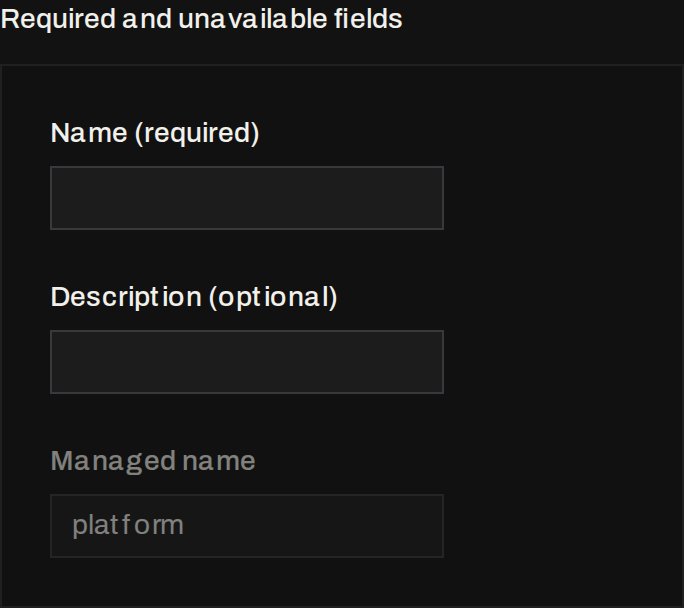 Required and unavailable fields
Name (required)
Description (optional)
Managed name
platform